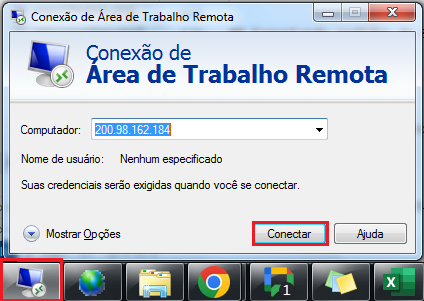 Conexão de Área de Trabalho Remota
Conexão de
Área de Trabalho Remota
Computador: 200.98.162.184
Nome de usuário: Nenhum especificado
Suas credenciais serão exigidas quando você se conectar.
Mostrar Opções Conectar Ajuda
1